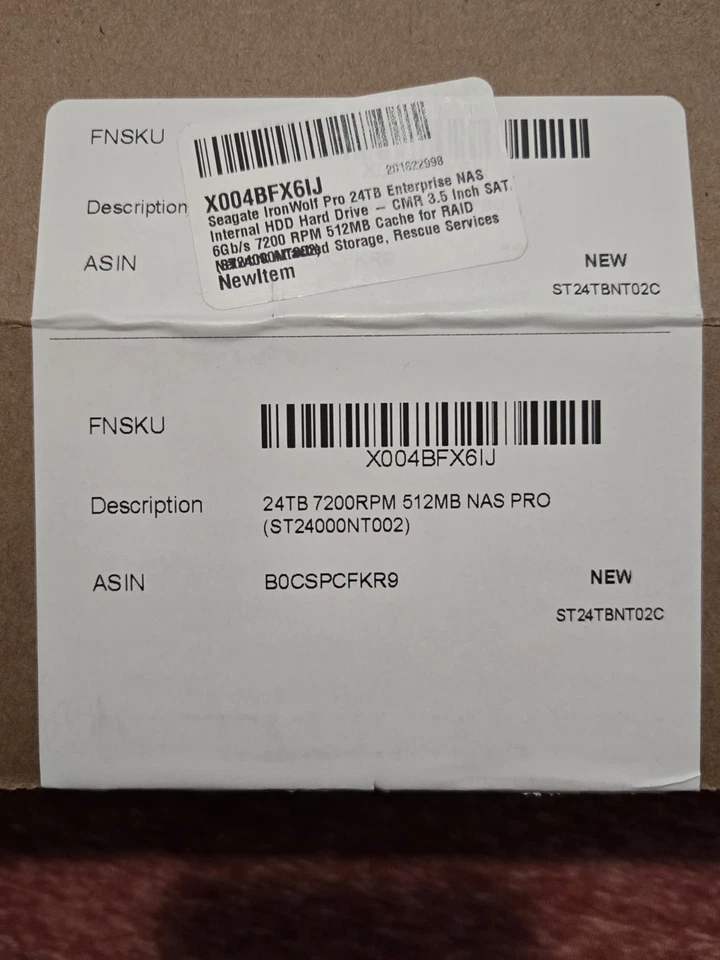 FNSKU
X004BFX6IJ
201622998
Description
Seagate IronWolf Pro 24TB Enterprise NAS
Internal HDD Hard Drive – CMR 3.5 Inch SAT
6Gb/s 7200 RPM 512MB Cache for RAID
Storage, Rescue Services
NewItem
ASIN
NEW
ST24TBNT02C
FNSKU
X004BFX6IJ
Description
24TB 7200RPM 512MB NAS PRO
(ST24000NT002)
ASIN
B0CSPCFKR9
NEW
ST24TBNT02C